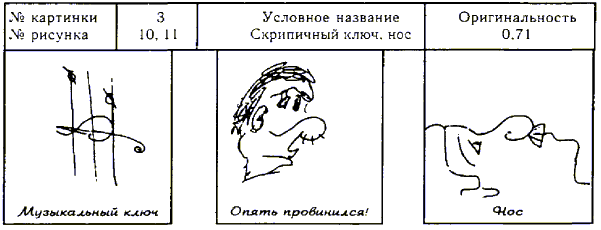 № картинки 3 Условное название Оригинальность
№ рисунка 10, 11 Скрипичный ключ, нос 0,71
Музыкальный ключ
Опять провинился!
Нос